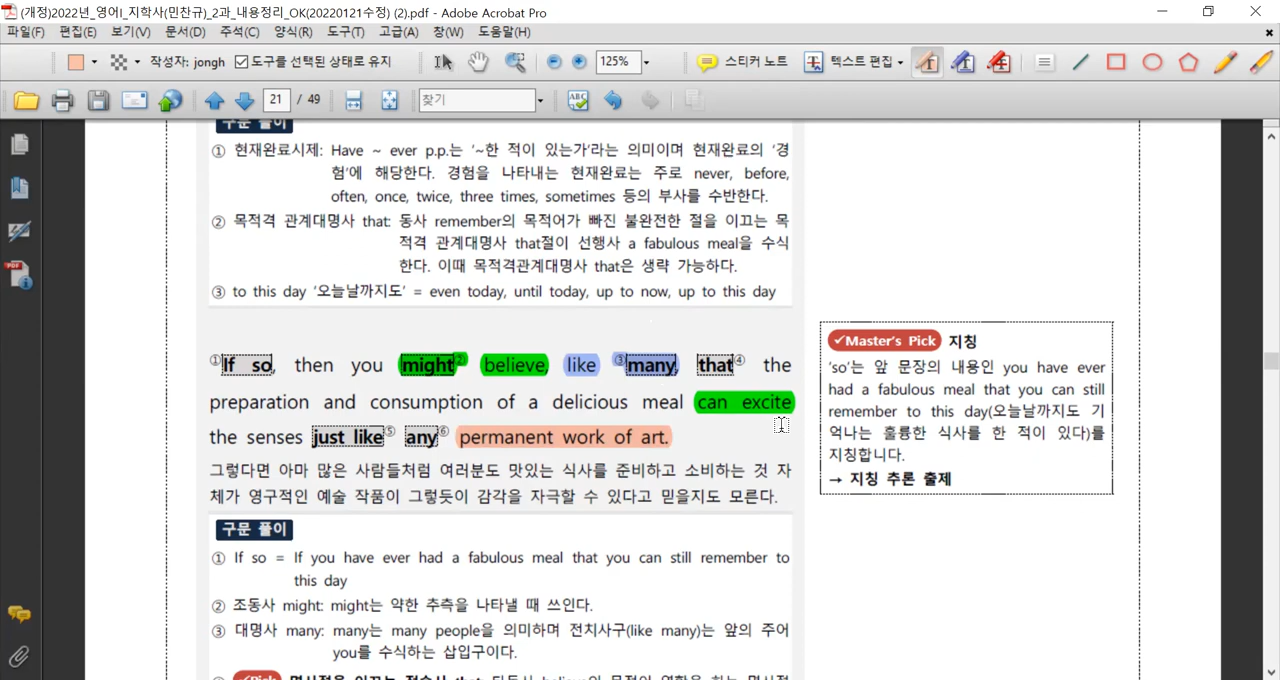 (개정)2022년_영어I_지학사(민찬규)_2과_내용정리_OK(20220121수정) (2).pdf - Adobe Acrobat Pro
파일(F) 편집(E) 보기(V) 문서(D) 주석(C) 양식(R) 도구(T) 고급(A) 창(W) 도움말(H)
작성자: jongh 도구를 선택된 상태로 유지 125% 스티커 노트 텍스트 편집
21 / 49 찾기
구문 풀이
① 현재완료시제: Have ~ ever p.p.는 '~한 적이 있는가'라는 의미이며 현재완료의 '경
험'에 해당한다. 경험을 나타내는 현재완료는 주로 never, before,
often, once, twice, three times, sometimes 등의 부사를 수반한다.
② 목적격 관계대명사 that: 동사 remember의 목적어가 빠진 불완전한 절을 이끄는 목
적격 관계대명사 that절이 선행사 a fabulous meal을 수식
한다. 이때 목적격관계대명사 that은 생략 가능하다.
③ to this day '오늘날까지도' = even today, until today, up to now, up to this day
①If so, then you might② believe, like ③many, that④ the
preparation and consumption of a delicious meal can excite
the senses just like⑤ any⑥ permanent work of art.
그렇다면 아마 많은 사람들처럼 여러분도 맛있는 식사를 준비하고 소비하는 것 자
체가 영구적인 예술 작품이 그렇듯이 감각을 자극할 수 있다고 믿을지도 모른다.
구문 풀이
① If so = If you have ever had a fabulous meal that you can still remember to
this day
② 조동사 might: might는 약한 추측을 나타낼 때 쓰인다.
③ 대명사 many: many는 many people을 의미하며 전치사구(like many)는 앞의 주어
you를 수식하는 삽입구이다.
✓Master's Pick 지칭
'so'는 앞 문장의 내용인 you have ever
had a fabulous meal that you can still
remember to this day(오늘날까지도 기
억나는 훌륭한 식사를 한 적이 있다)를
지칭합니다.
→ 지칭 추론 출제